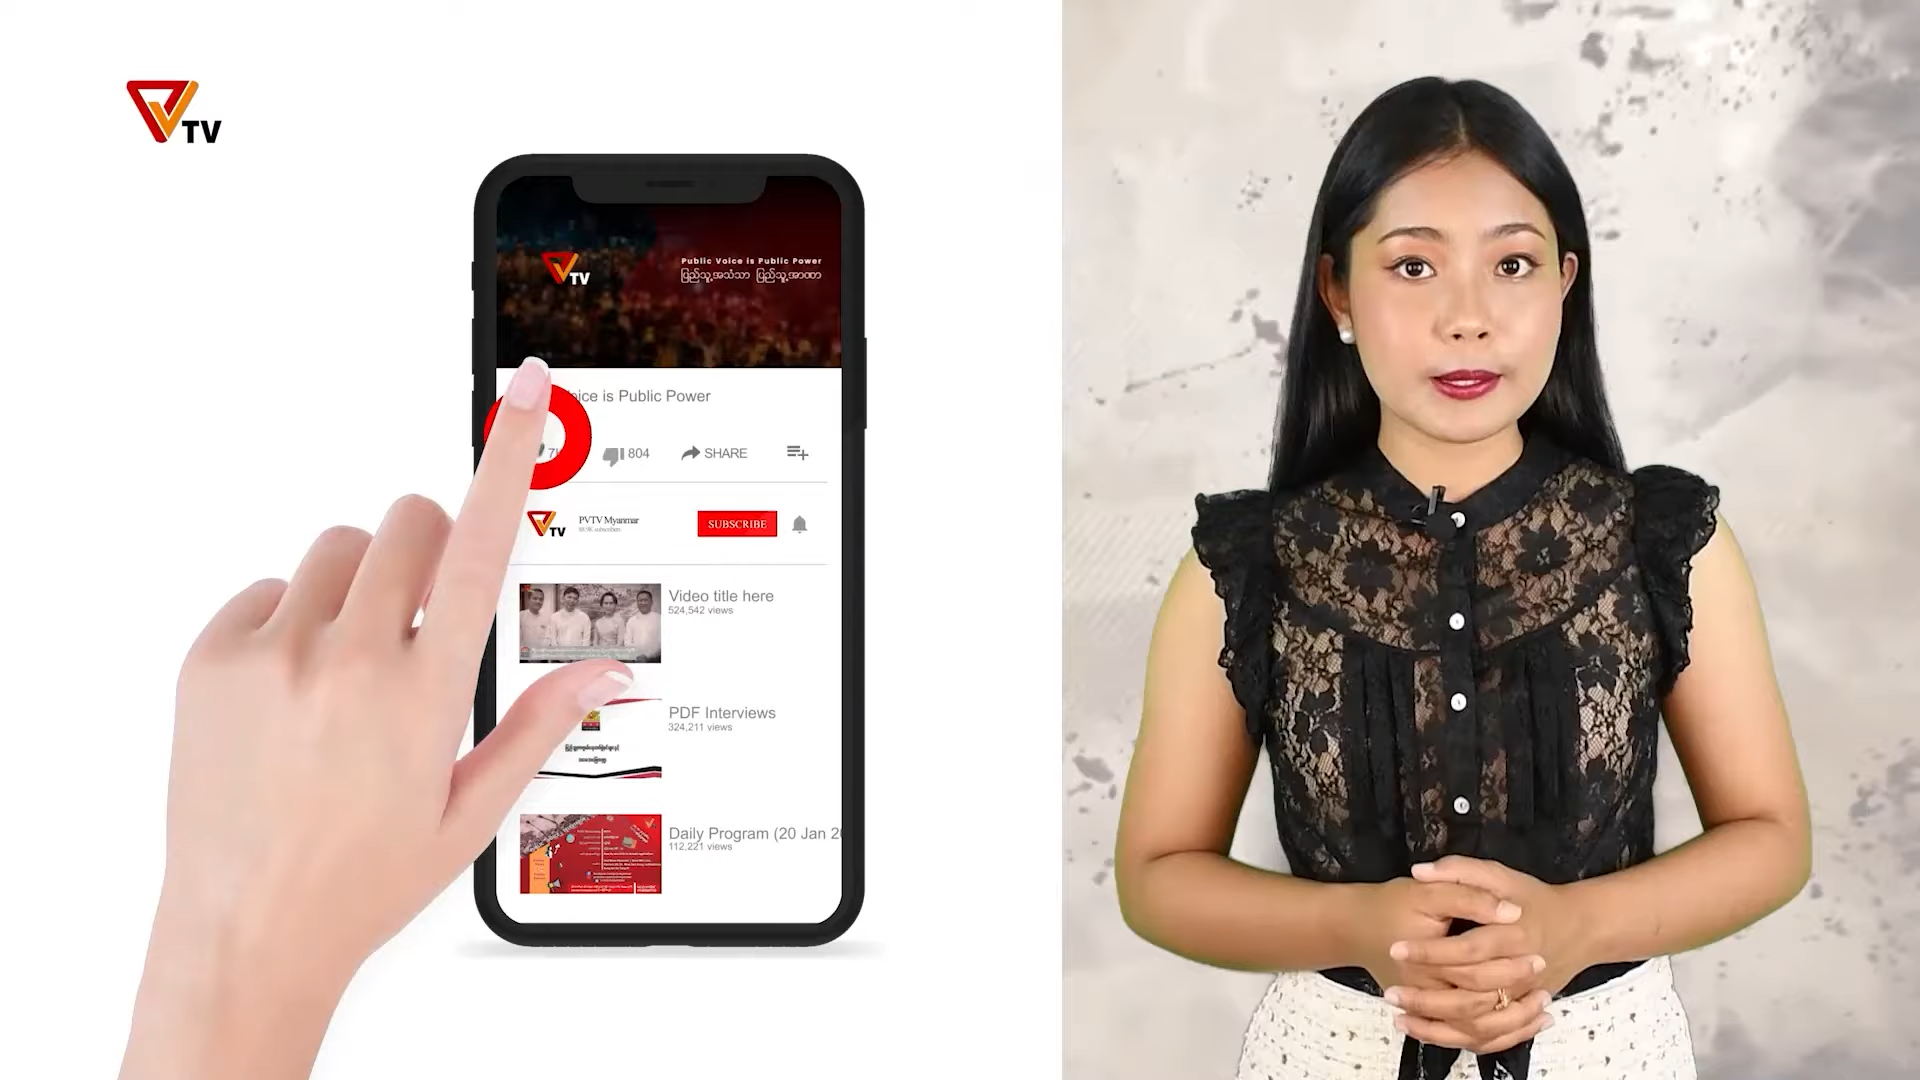 TV
TV
Public Voice is Public Power
ပြည်သူ့အသံသာ ပြည်သူ့အာဏာ
oice is Public Power
804
SHARE
TV
PVTV Myanmar
SUBSCRIBE
Video title here
524,542 views
PDF Interviews
324,211 views
Daily Program (20 Jan 20
112,221 views